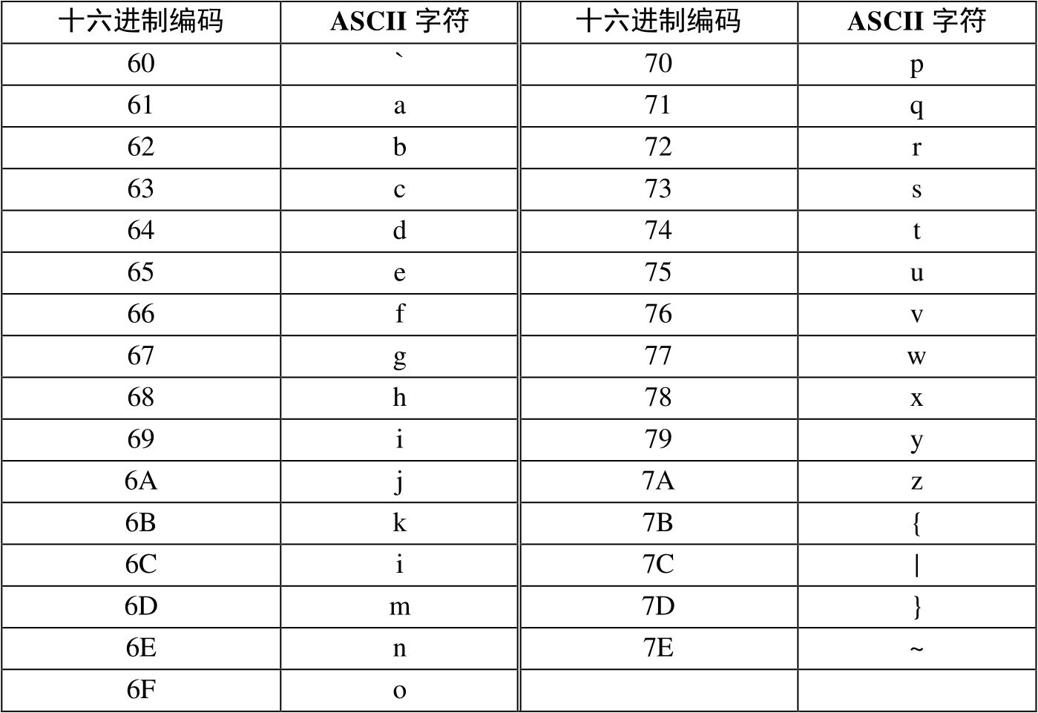 十六进制编码 ASCII 字符 十六进制编码 ASCII 字符
60 ` 70 p
61 a 71 q
62 b 72 r
63 c 73 s
64 d 74 t
65 e 75 u
66 f 76 v
67 g 77 w
68 h 78 x
69 i 79 y
6A j 7A z
6B k 7B {
6C i 7C |
6D m 7D }
6E n 7E ~
6F o